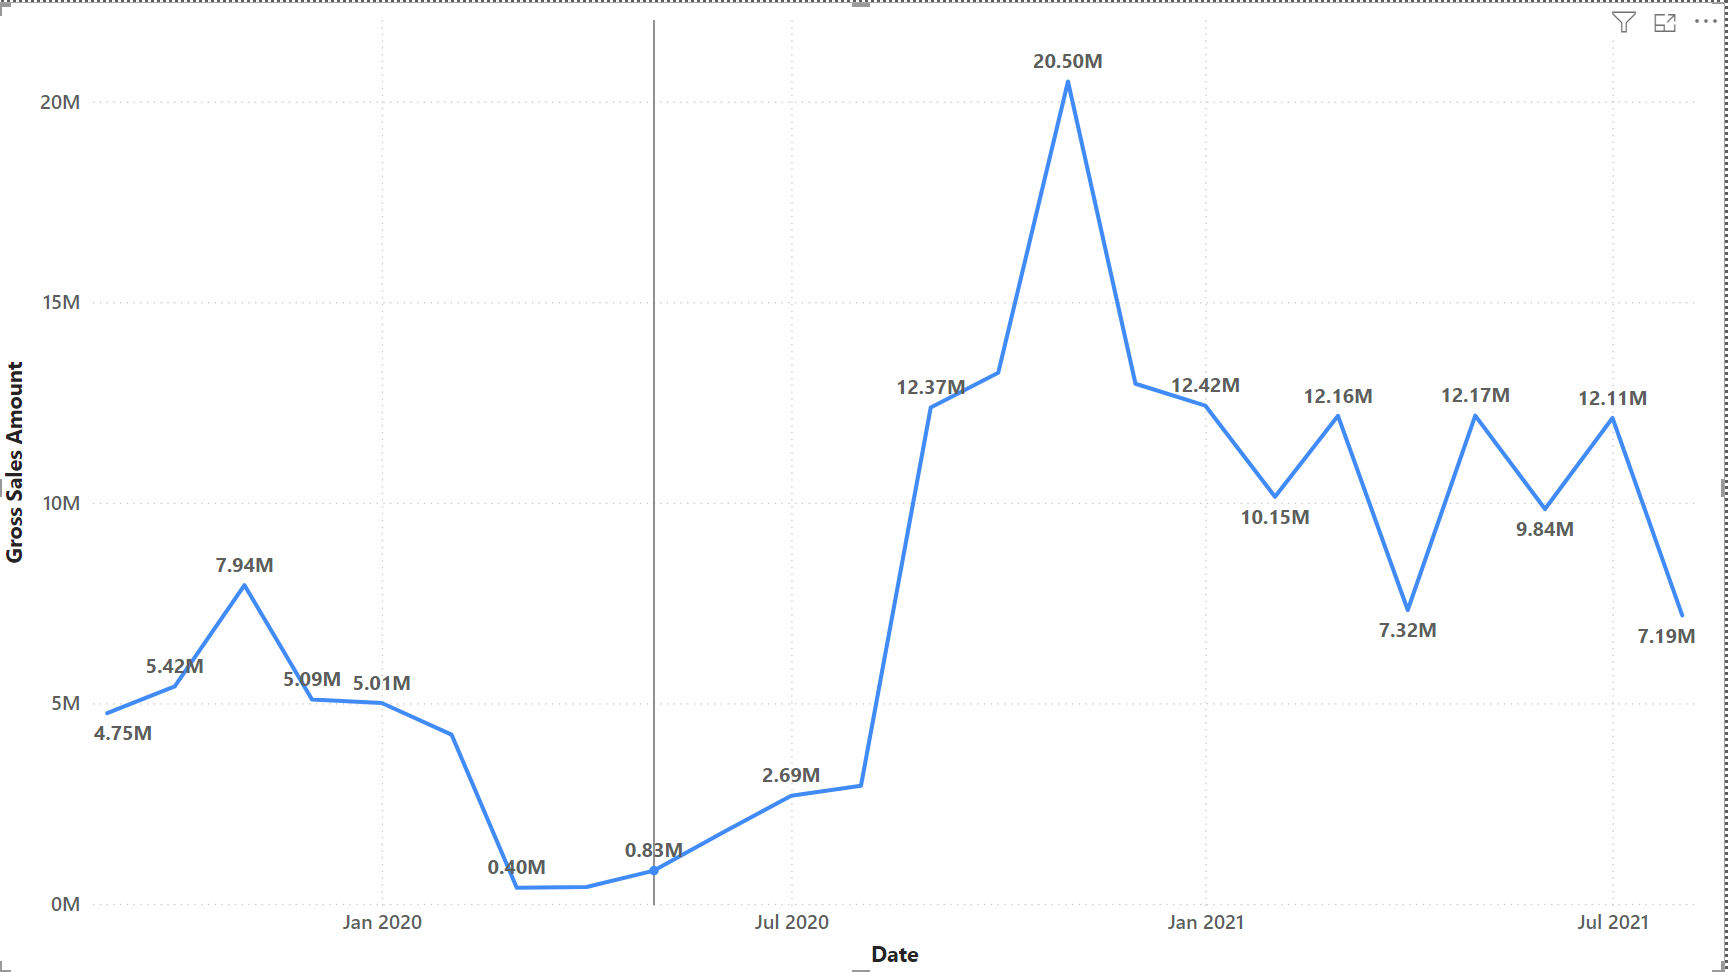 20.50M
20M
15M
12.37M
12.42M
12.16M
12.17M
12.11M
10M
10.15M
9.84M
7.94M
7.32M
7.19M
5.42M
5.09M
5.01M
5M
4.75M
2.69M
0.83M
0.40M
0M
Gross Sales Amount
Jan 2020
Jul 2020
Jan 2021
Jul 2021
Date